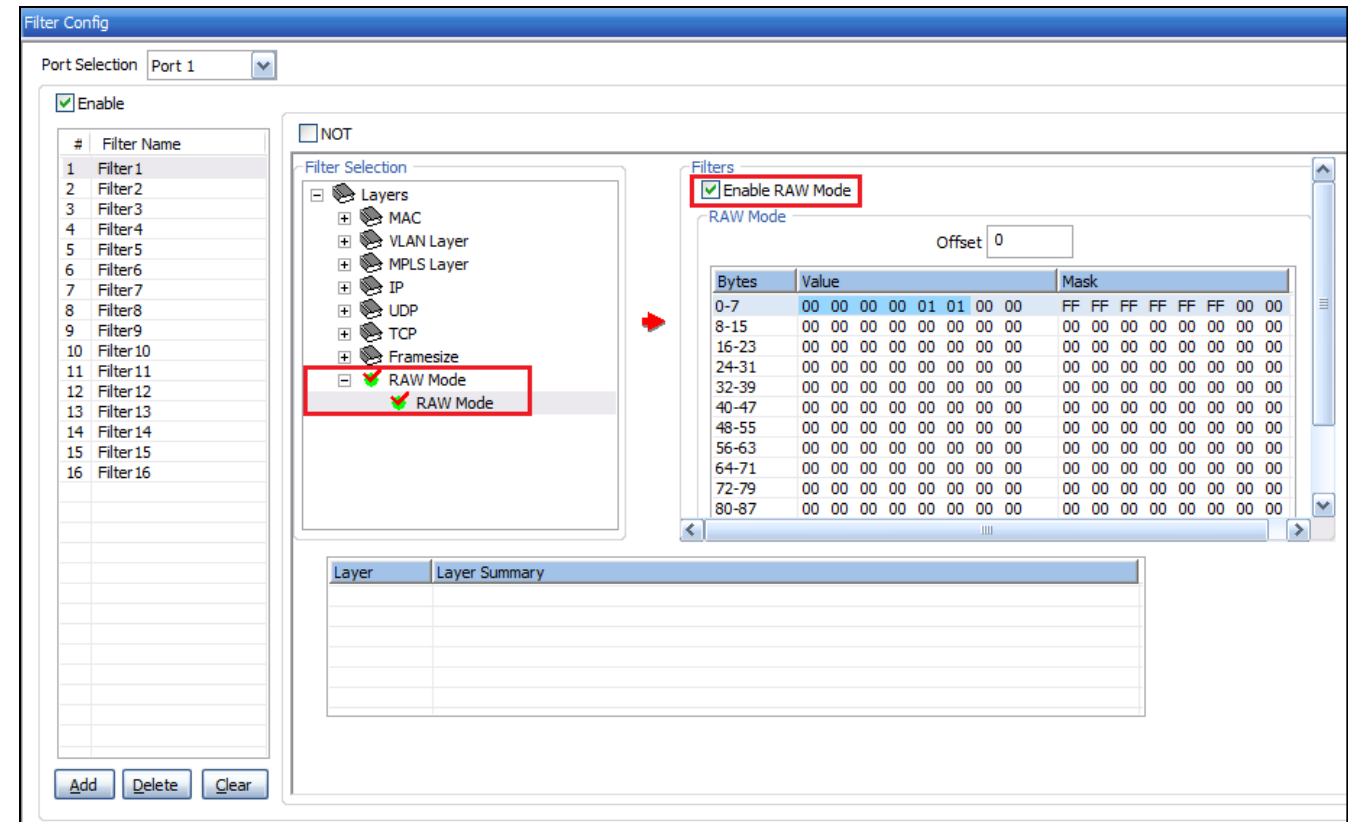 Filter Config
Port Selection Port 1
Enable
# Filter Name
1 Filter1
2 Filter2
3 Filter3
4 Filter4
5 Filter5
6 Filter6
7 Filter7
8 Filter8
9 Filter9
10 Filter10
11 Filter11
12 Filter12
13 Filter13
14 Filter14
15 Filter15
16 Filter16
Add Delete Clear
NOT
Filter Selection
Layers
MAC
VLAN Layer
MPLS Layer
IP
UDP
TCP
Framesize
RAW Mode
RAW Mode
Filters
Enable RAW Mode
RAW Mode
Offset 0
Bytes Value Mask
0-7 00 00 00 00 01 01 00 00 FF FF FF FF FF FF 00 00
8-15 00 00 00 00 00 00 00 00 00 00 00 00 00 00 00 00
16-23 00 00 00 00 00 00 00 00 00 00 00 00 00 00 00 00
24-31 00 00 00 00 00 00 00 00 00 00 00 00 00 00 00 00
32-39 00 00 00 00 00 00 00 00 00 00 00 00 00 00 00 00
40-47 00 00 00 00 00 00 00 00 00 00 00 00 00 00 00 00
48-55 00 00 00 00 00 00 00 00 00 00 00 00 00 00 00 00
56-63 00 00 00 00 00 00 00 00 00 00 00 00 00 00 00 00
64-71 00 00 00 00 00 00 00 00 00 00 00 00 00 00 00 00
72-79 00 00 00 00 00 00 00 00 00 00 00 00 00 00 00 00
80-87 00 00 00 00 00 00 00 00 00 00 00 00 00 00 00 00
Layer Layer Summary